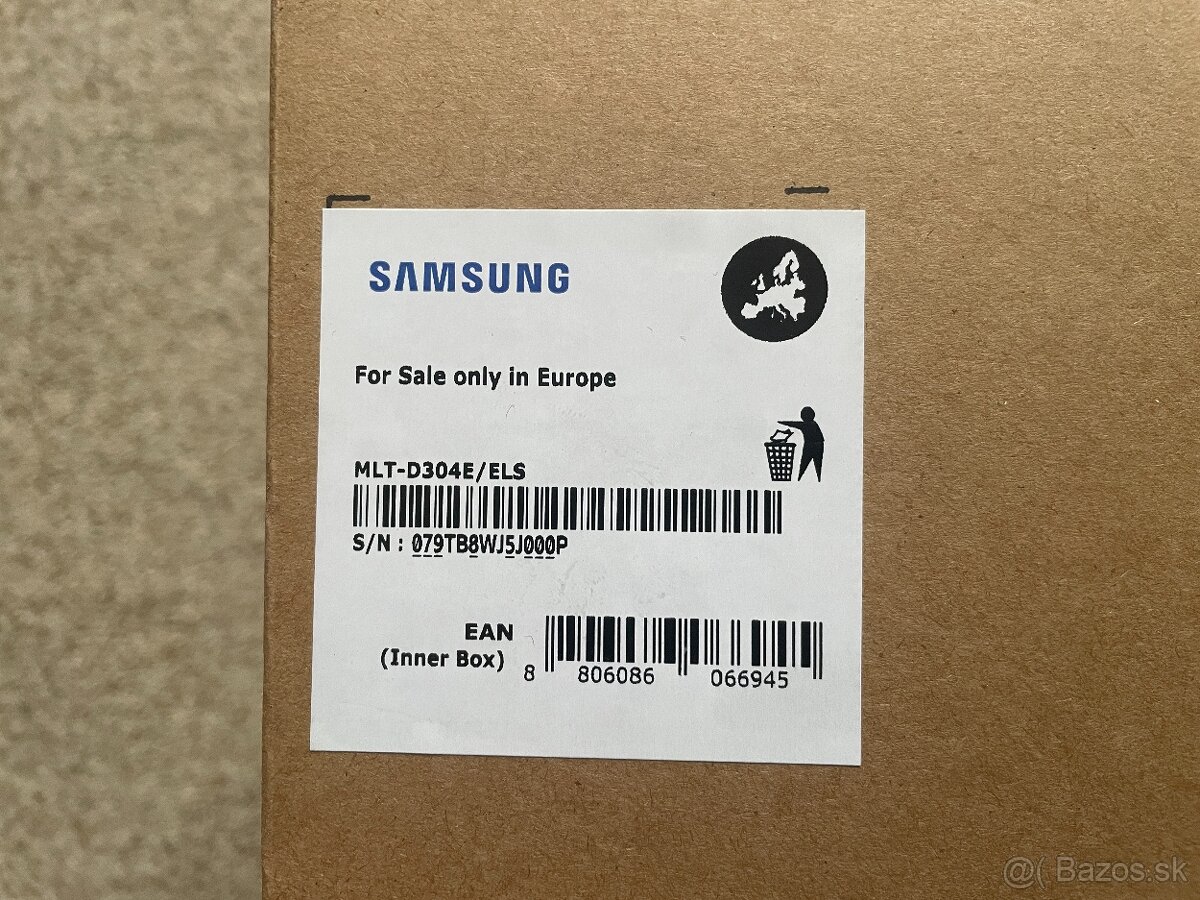 SAMSUNG
For Sale only in Europe
MLT-D304E/ELS
S/N : 079TB8WJ5J000P
EAN
(Inner Box)
8 806086 066945
@( Bazos.sk